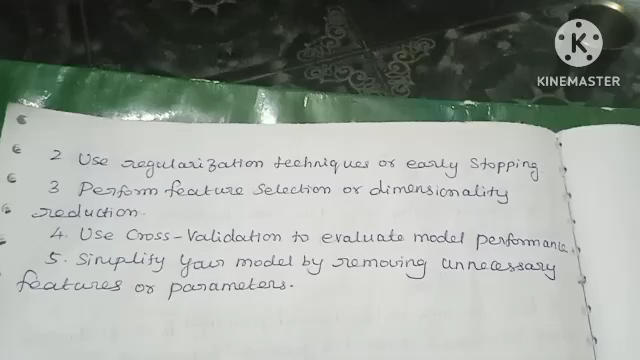 KINEMASTER
2 Use regularization techniques or early Stopping
3 Perform feature Selection or dimensionality
reduction.
4. Use Cross-Validation to evaluate model performance.
5. Simplify your model by removing unnecessary
features or parameters.